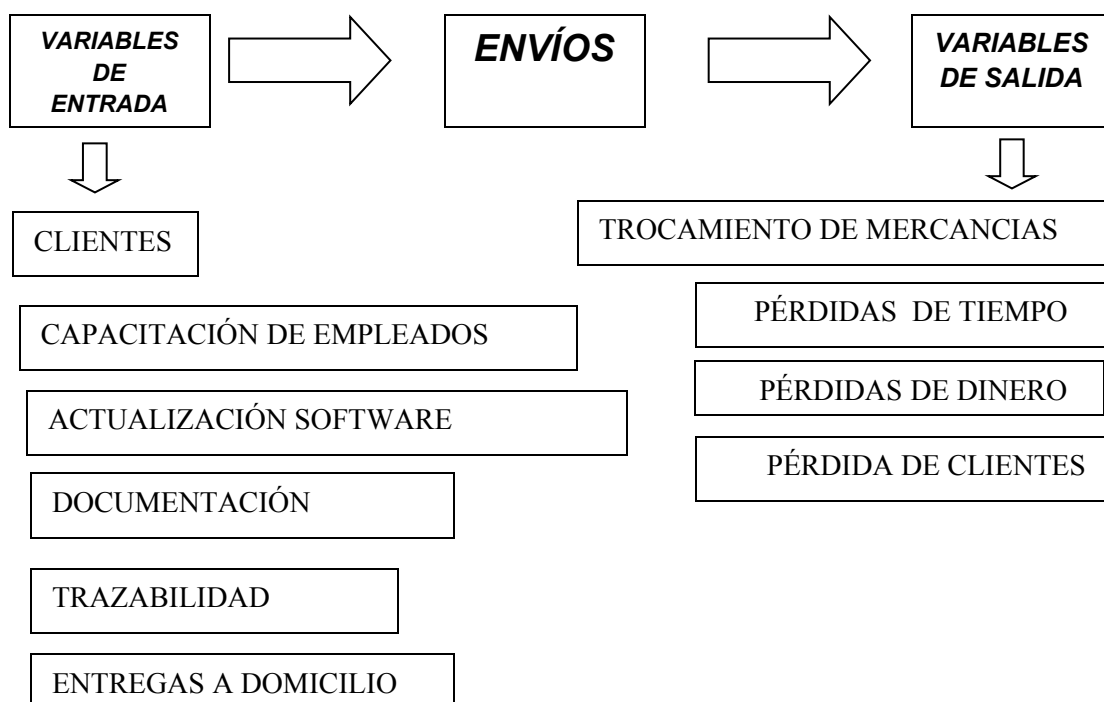 VARIABLES
DE
ENTRADA
ENVÍOS
VARIABLES
DE SALIDA
CLIENTES
CAPACITACIÓN DE EMPLEADOS
ACTUALIZACIÓN SOFTWARE
DOCUMENTACIÓN
TRAZABILIDAD
ENTREGAS A DOMICILIO
TROCAMIENTO DE MERCANCIAS
PÉRDIDAS DE TIEMPO
PÉRDIDAS DE DINERO
PÉRDIDA DE CLIENTES